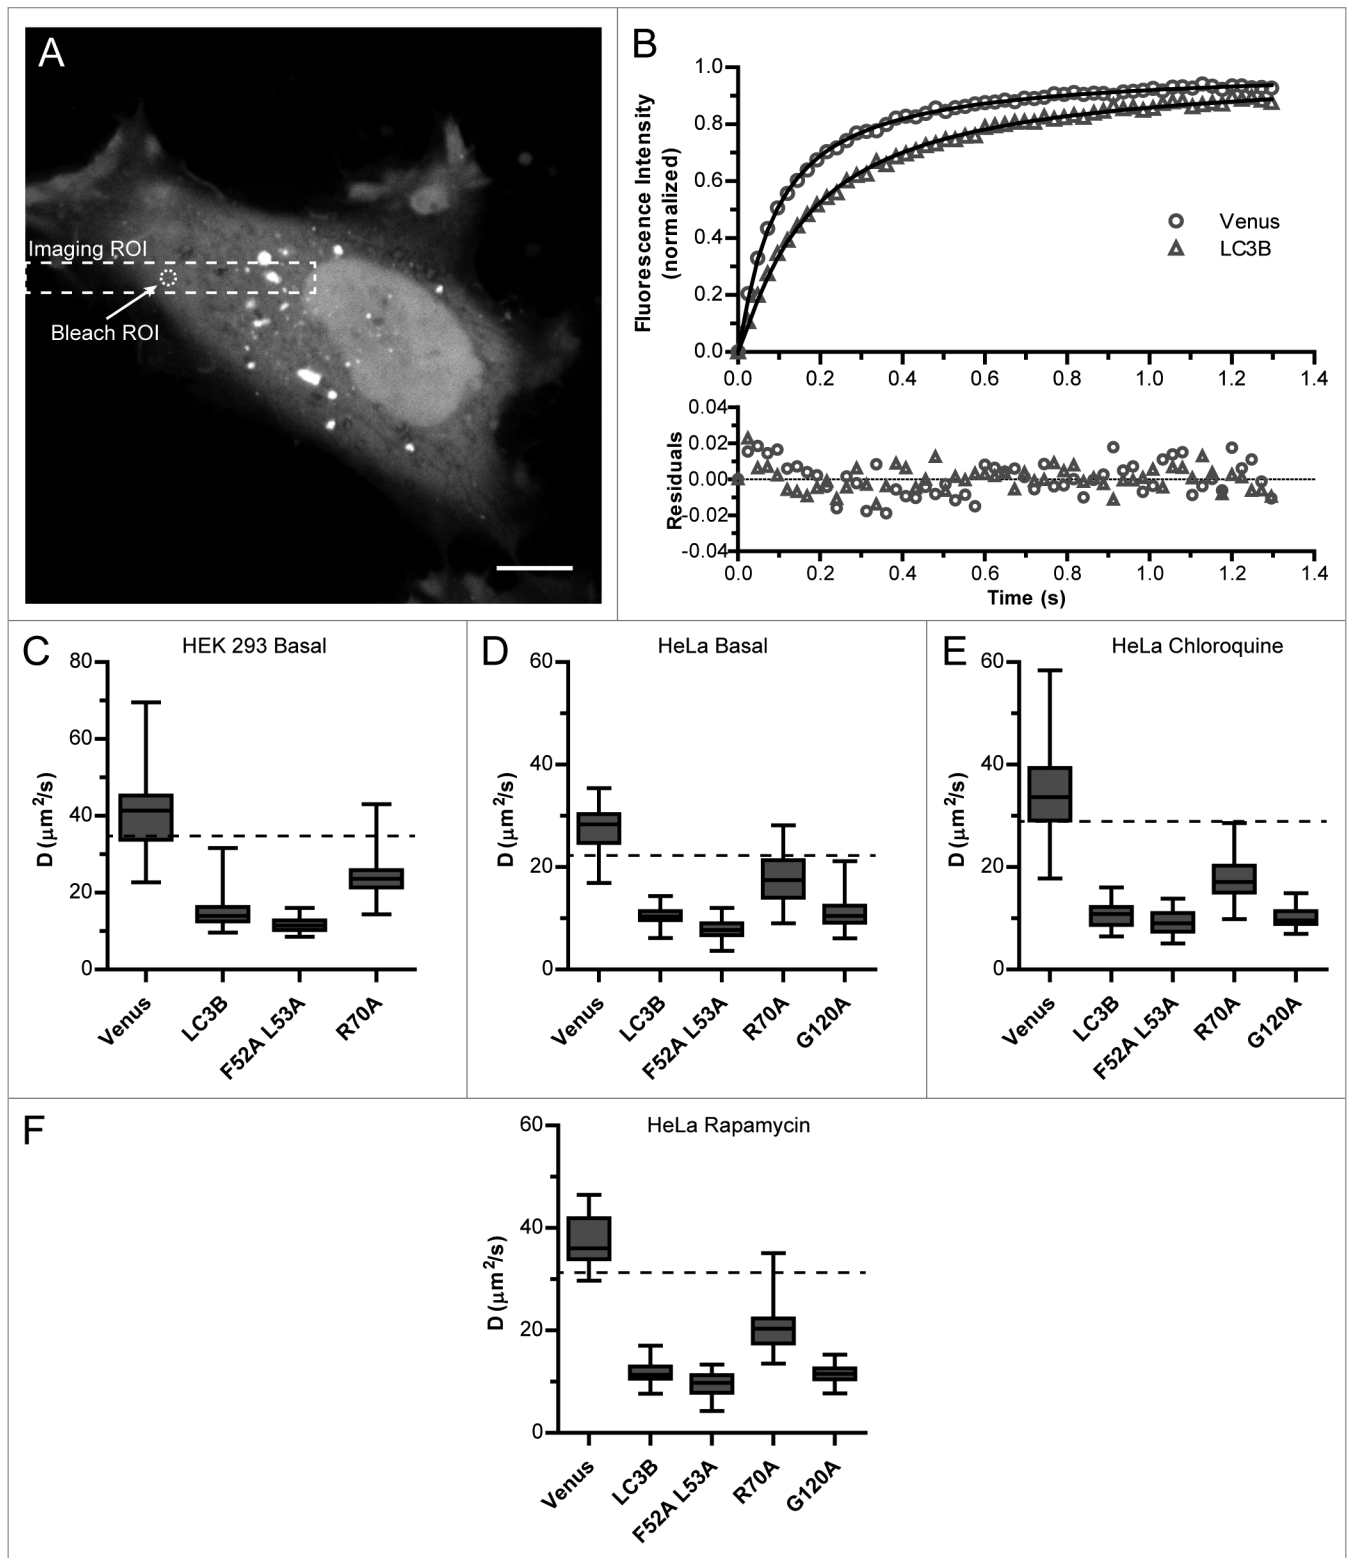 A
Imaging ROI
Bleach ROI
B
Fluorescence Intensity
(normalized)
1.0
0.8
0.6
0.4
0.2
0.0
Venus
LC3B
0.0 0.2 0.4 0.6 0.8 1.0 1.2 1.4
Residuals
0.04
0.02
0.00
-0.02
-0.04
0.0 0.2 0.4 0.6 0.8 1.0 1.2 1.4
Time (s)
C
HEK 293 Basal
D (μm²/s)
80
60
40
20
0
Venus
LC3B
F52A L53A
R70A
D
HeLa Basal
D (μm²/s)
60
40
20
0
Venus
LC3B
F52A L53A
R70A
G120A
E
HeLa Chloroquine
D (μm²/s)
60
40
20
0
Venus
LC3B
F52A L53A
R70A
G120A
F
HeLa Rapamycin
D (μm²/s)
60
40
20
0
Venus
LC3B
F52A L53A
R70A
G120A